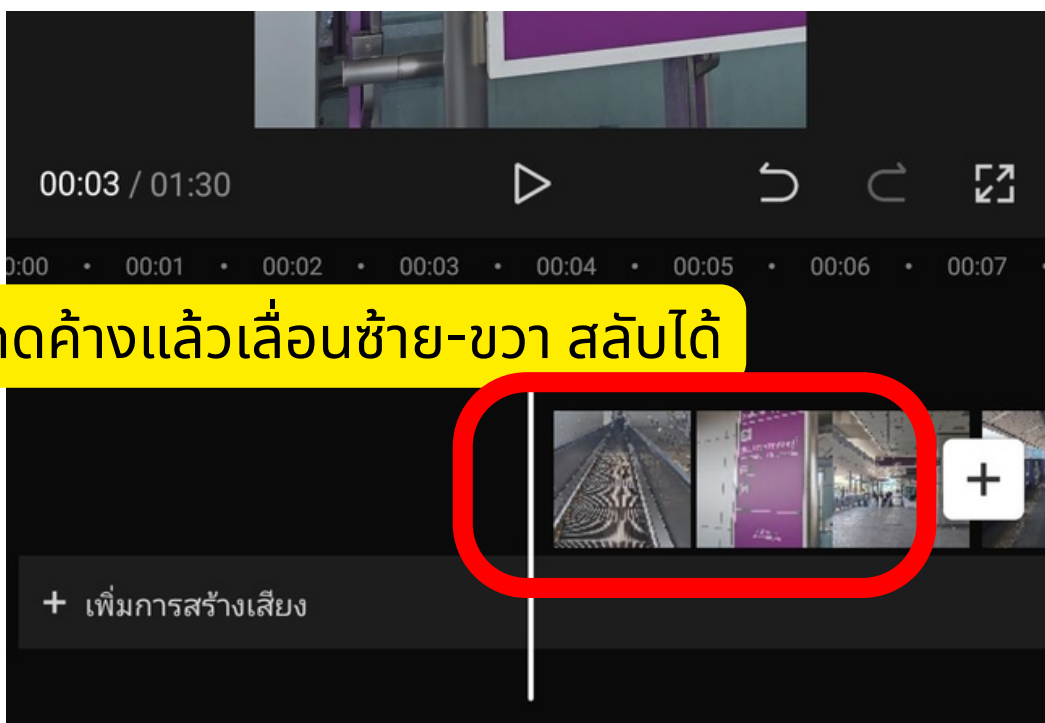 00:03 / 01:30
0:00 • 00:01 • 00:02 • 00:03 • 00:04 • 00:05 • 00:06 • 00:07
ดค้างแล้วเลื่อนซ้าย-ขวา สลับได้
+
+ เพิ่มการสร้างเสียง